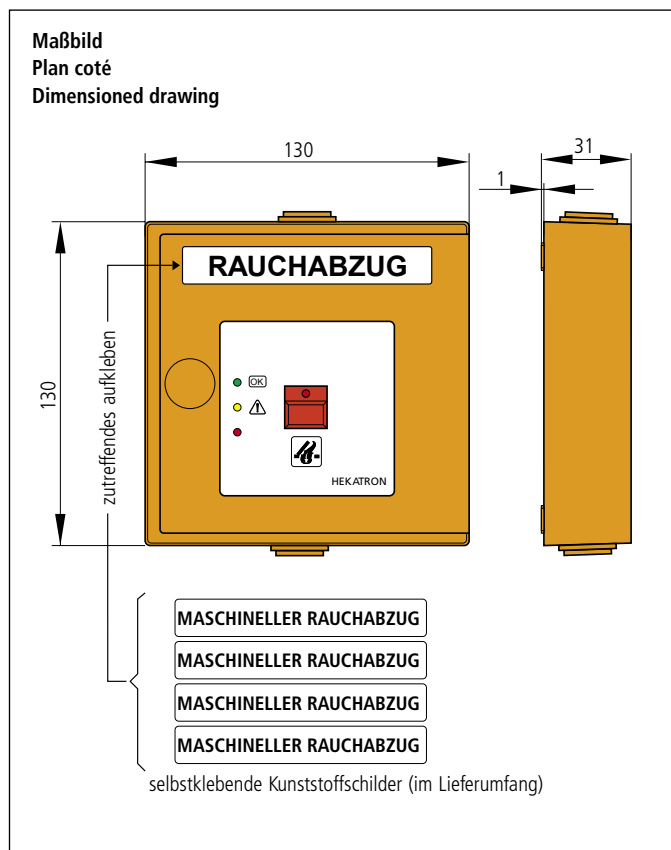 Maßbild
Plan coté
Dimensioned drawing
130
31
1
RAUCHABZUG
130
zutreffendes aufkleben
OK
HEKATRON
MASCHINELLER RAUCHABZUG
MASCHINELLER RAUCHABZUG
MASCHINELLER RAUCHABZUG
MASCHINELLER RAUCHABZUG
selbstklebende Kunststoffschilder (im Lieferumfang)